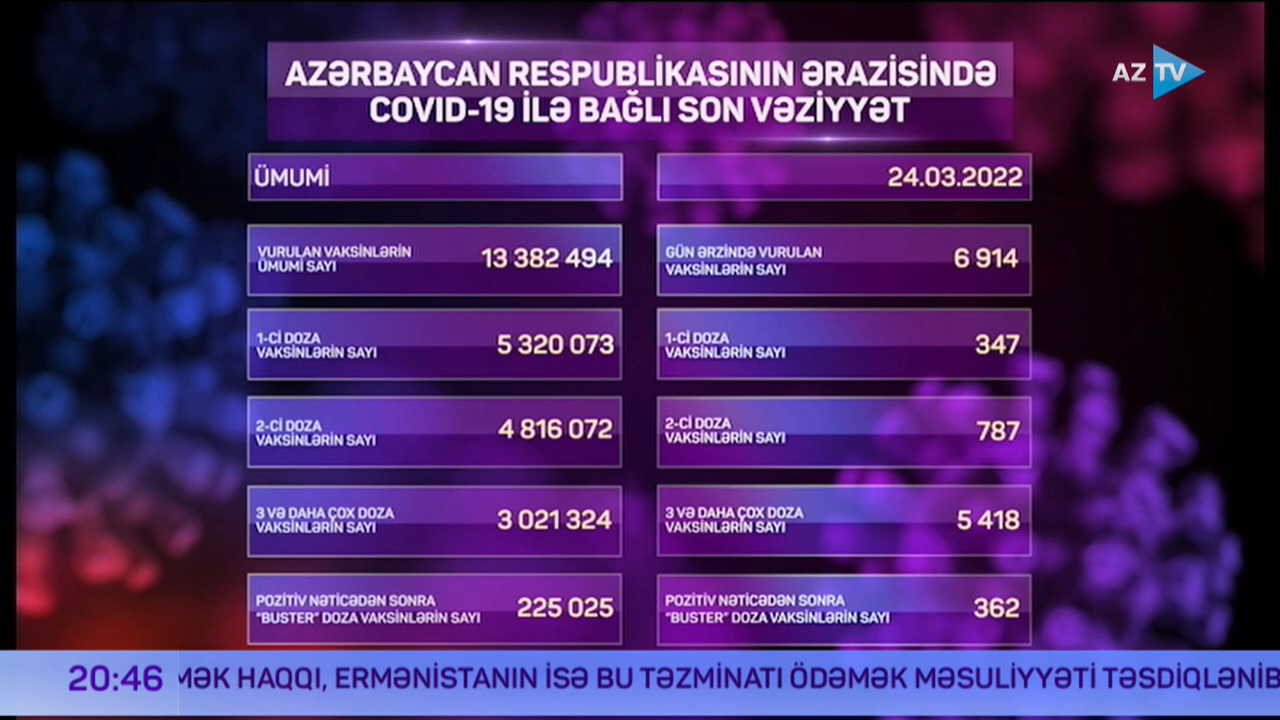 AZƏRBAYCAN RESPUBLİKASININ ƏRAZİSİNDƏ
COVID-19 İLƏ BAĞLI SON VƏZİYYƏT
AZ TV
ÜMUMİ
24.03.2022
VURULAN VAKSİNLƏRİN
ÜMUMİ SAYI
13 382 494
GÜN ƏRZİNDƏ VURULAN
VAKSİNLƏRİN SAYI
6 914
1-Cİ DOZA
VAKSİNLƏRİN SAYI
5 320 073
1-Cİ DOZA
VAKSİNLƏRİN SAYI
347
2-Cİ DOZA
VAKSİNLƏRİN SAYI
4 816 072
2-Cİ DOZA
VAKSİNLƏRİN SAYI
787
3 VƏ DAHA ÇOX DOZA
VAKSİNLƏRİN SAYI
3 021 324
3 VƏ DAHA ÇOX DOZA
VAKSİNLƏRİN SAYI
5 418
POZİTİV NƏTİCƏDƏN SONRA
"BUSTER" DOZA VAKSİNLƏRİN SAYI
225 025
POZİTİV NƏTİCƏDƏN SONRA
"BUSTER" DOZA VAKSİNLƏRİN SAYI
362
20:46
MƏK HAQQI, ERMƏNİSTANIN İSƏ BU TƏZMİNATI ÖDƏMƏK MƏSULİYYƏTİ TƏSDİQLƏNİB